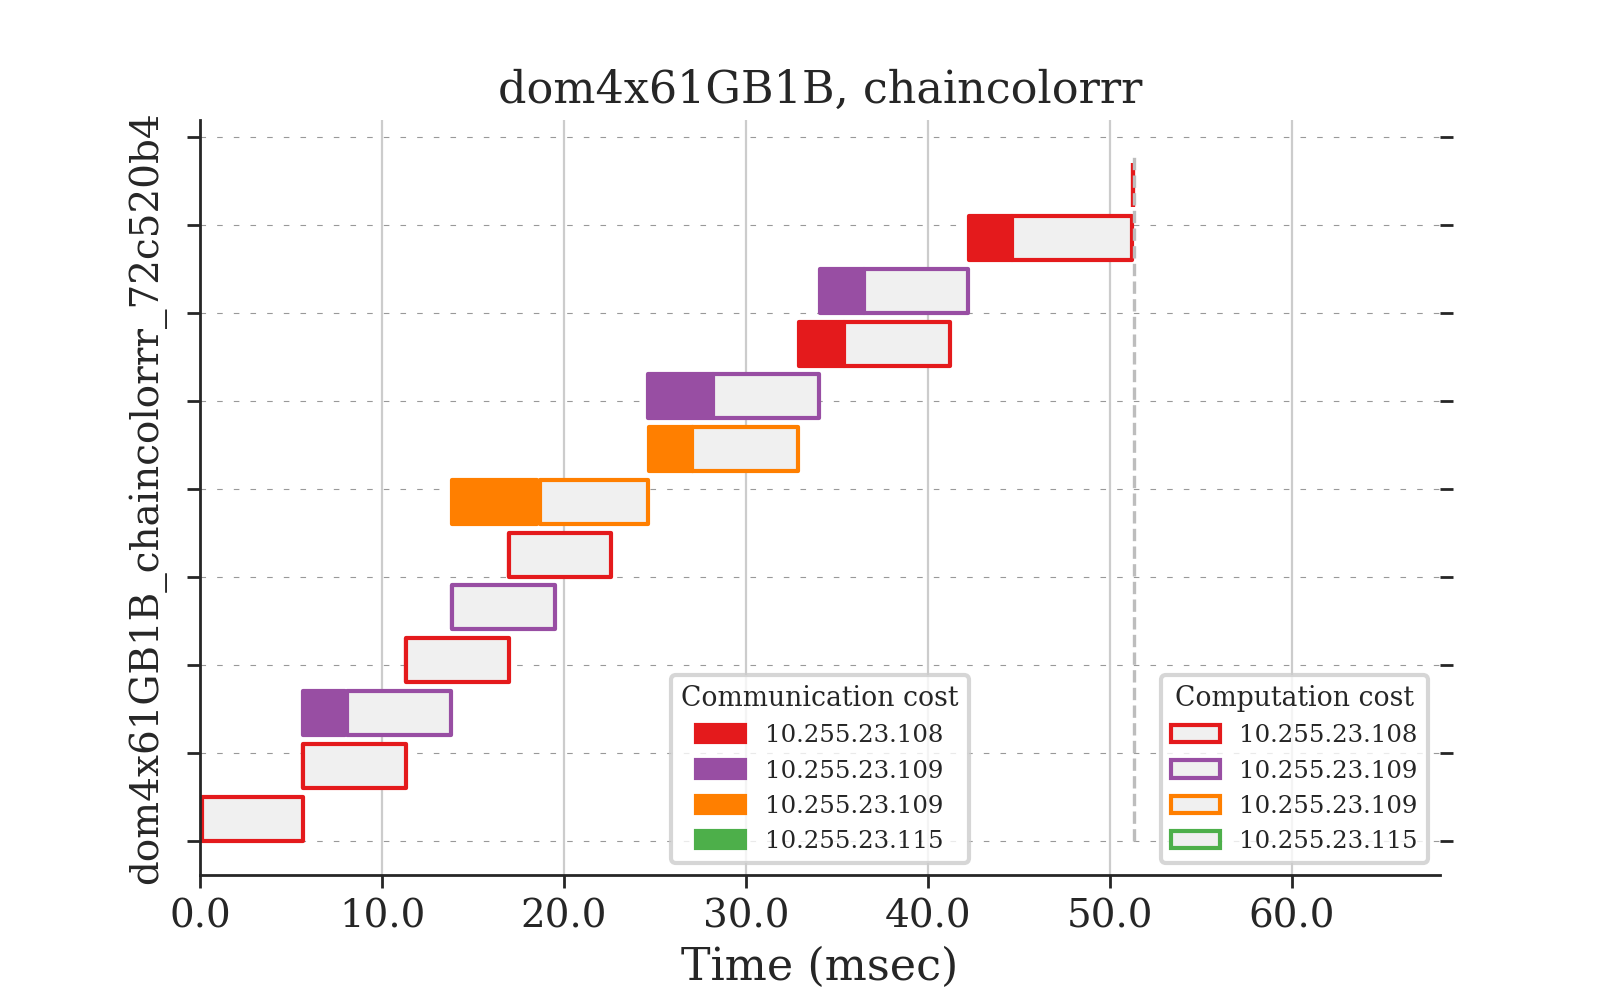 dom4x61GB1B, chaincolorrr
dom4x61GB1B_chaincolorrr_72c520b4
Communication cost
10.255.23.108
10.255.23.109
10.255.23.109
10.255.23.115
Computation cost
10.255.23.108
10.255.23.109
10.255.23.109
10.255.23.115
0.0 10.0 20.0 30.0 40.0 50.0 60.0
Time (msec)